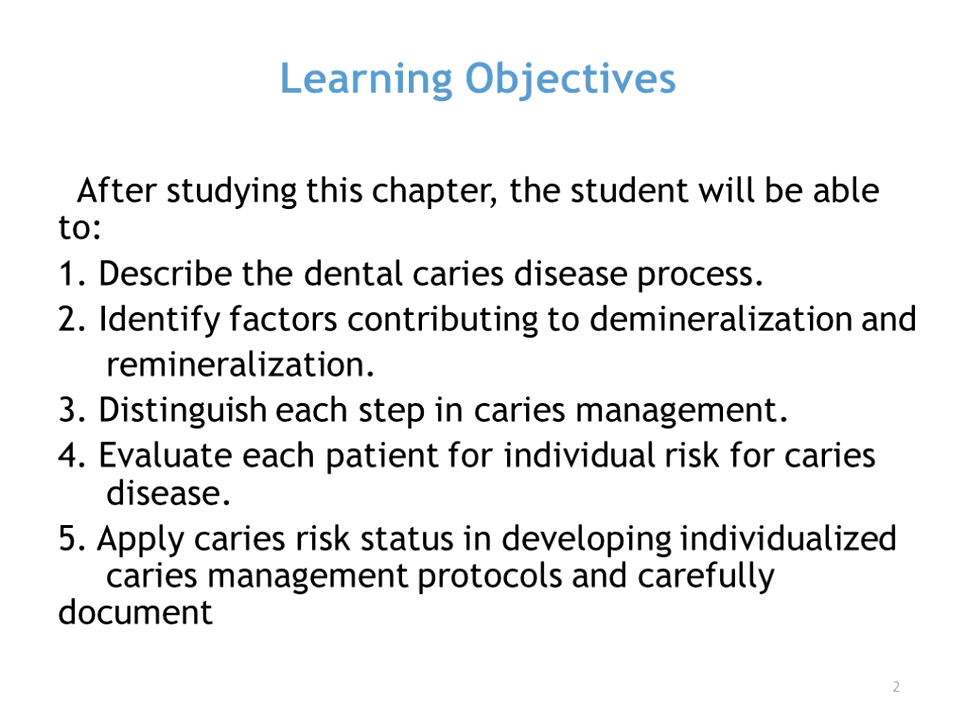 Learning Objectives
After studying this chapter, the student will be able
to:
1. Describe the dental caries disease process.
2. Identify factors contributing to demineralization and
remineralization.
3. Distinguish each step in caries management.
4. Evaluate each patient for individual risk for caries
disease.
5. Apply caries risk status in developing individualized
caries management protocols and carefully
document
2